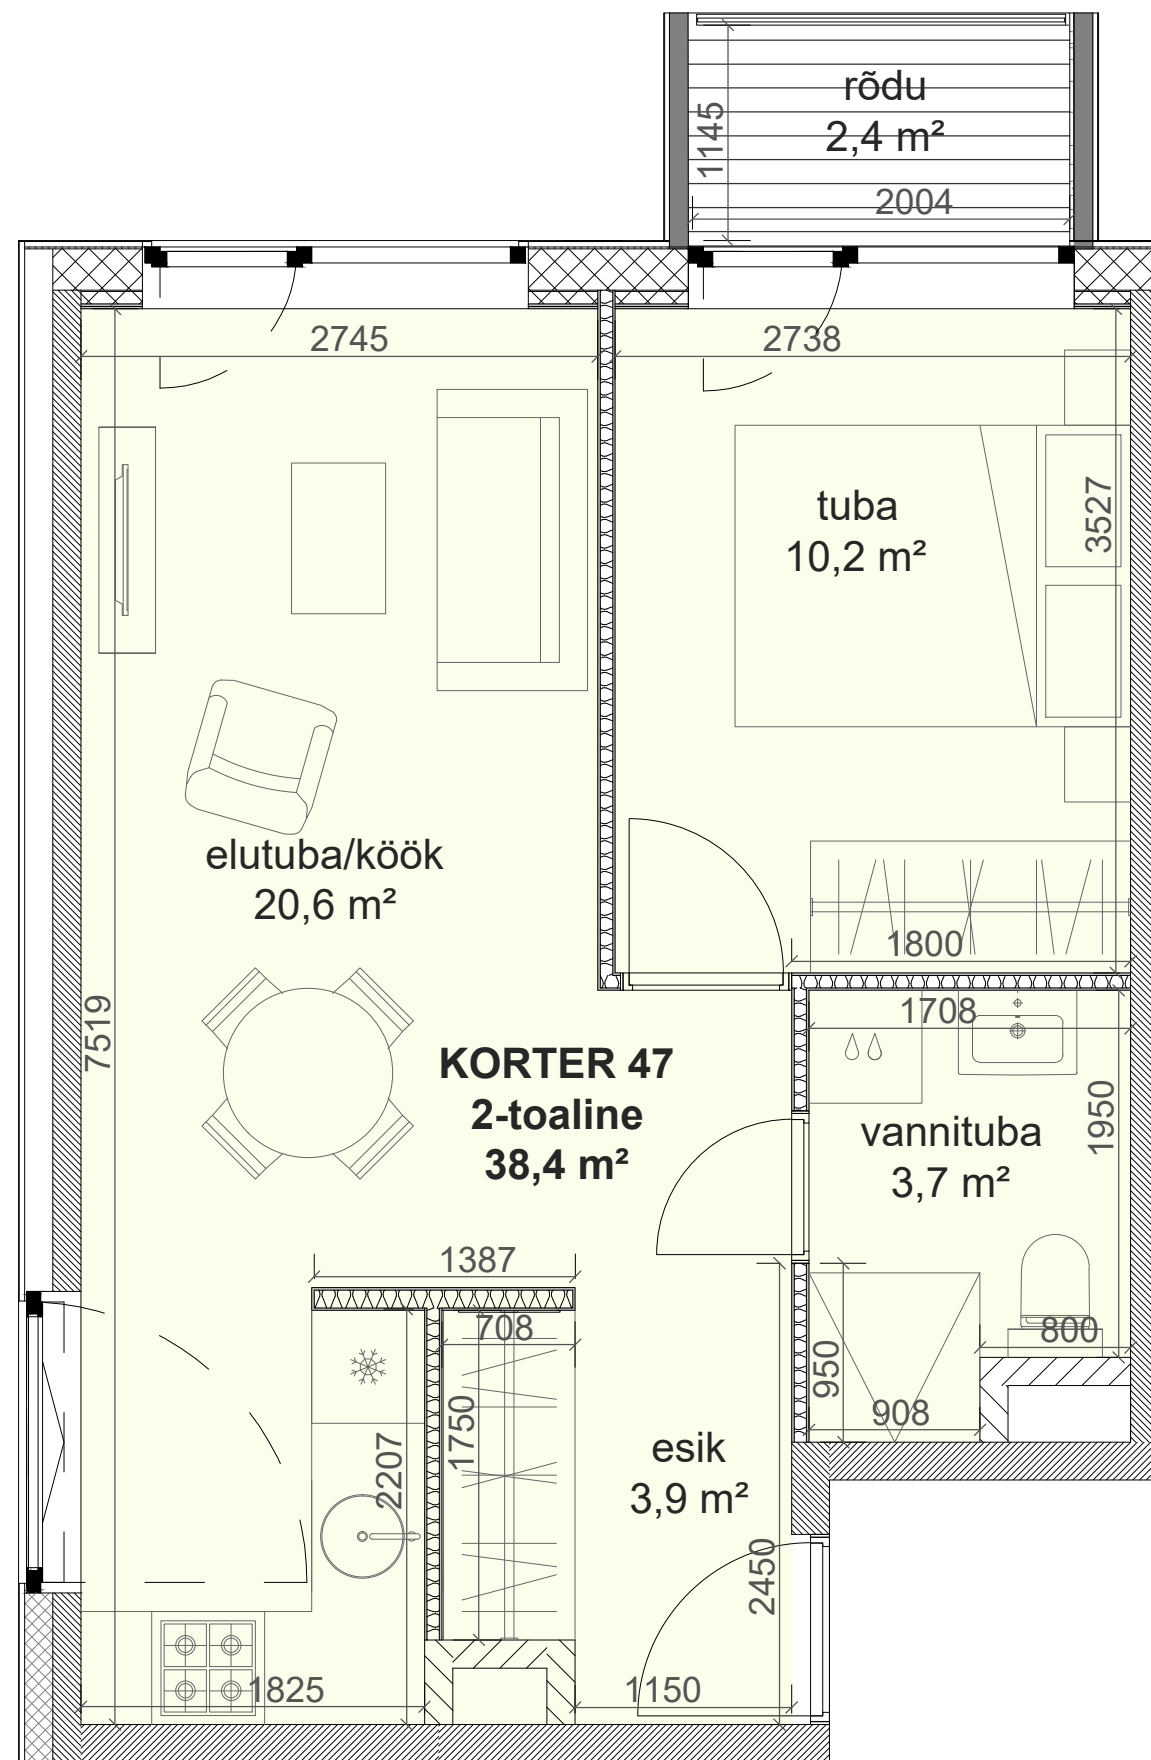 rõdu
2,4 m²
1145
2004
2745
2738
tuba
10,2 m²
3527
elutuba/köök
20,6 m²
1800
7519
1708
KORTER 47
2-toaline
38,4 m²
vannituba
3,7 m²
1950
1387
708
800
950
908
1750
2207
esik
3,9 m²
2450
1825
1150